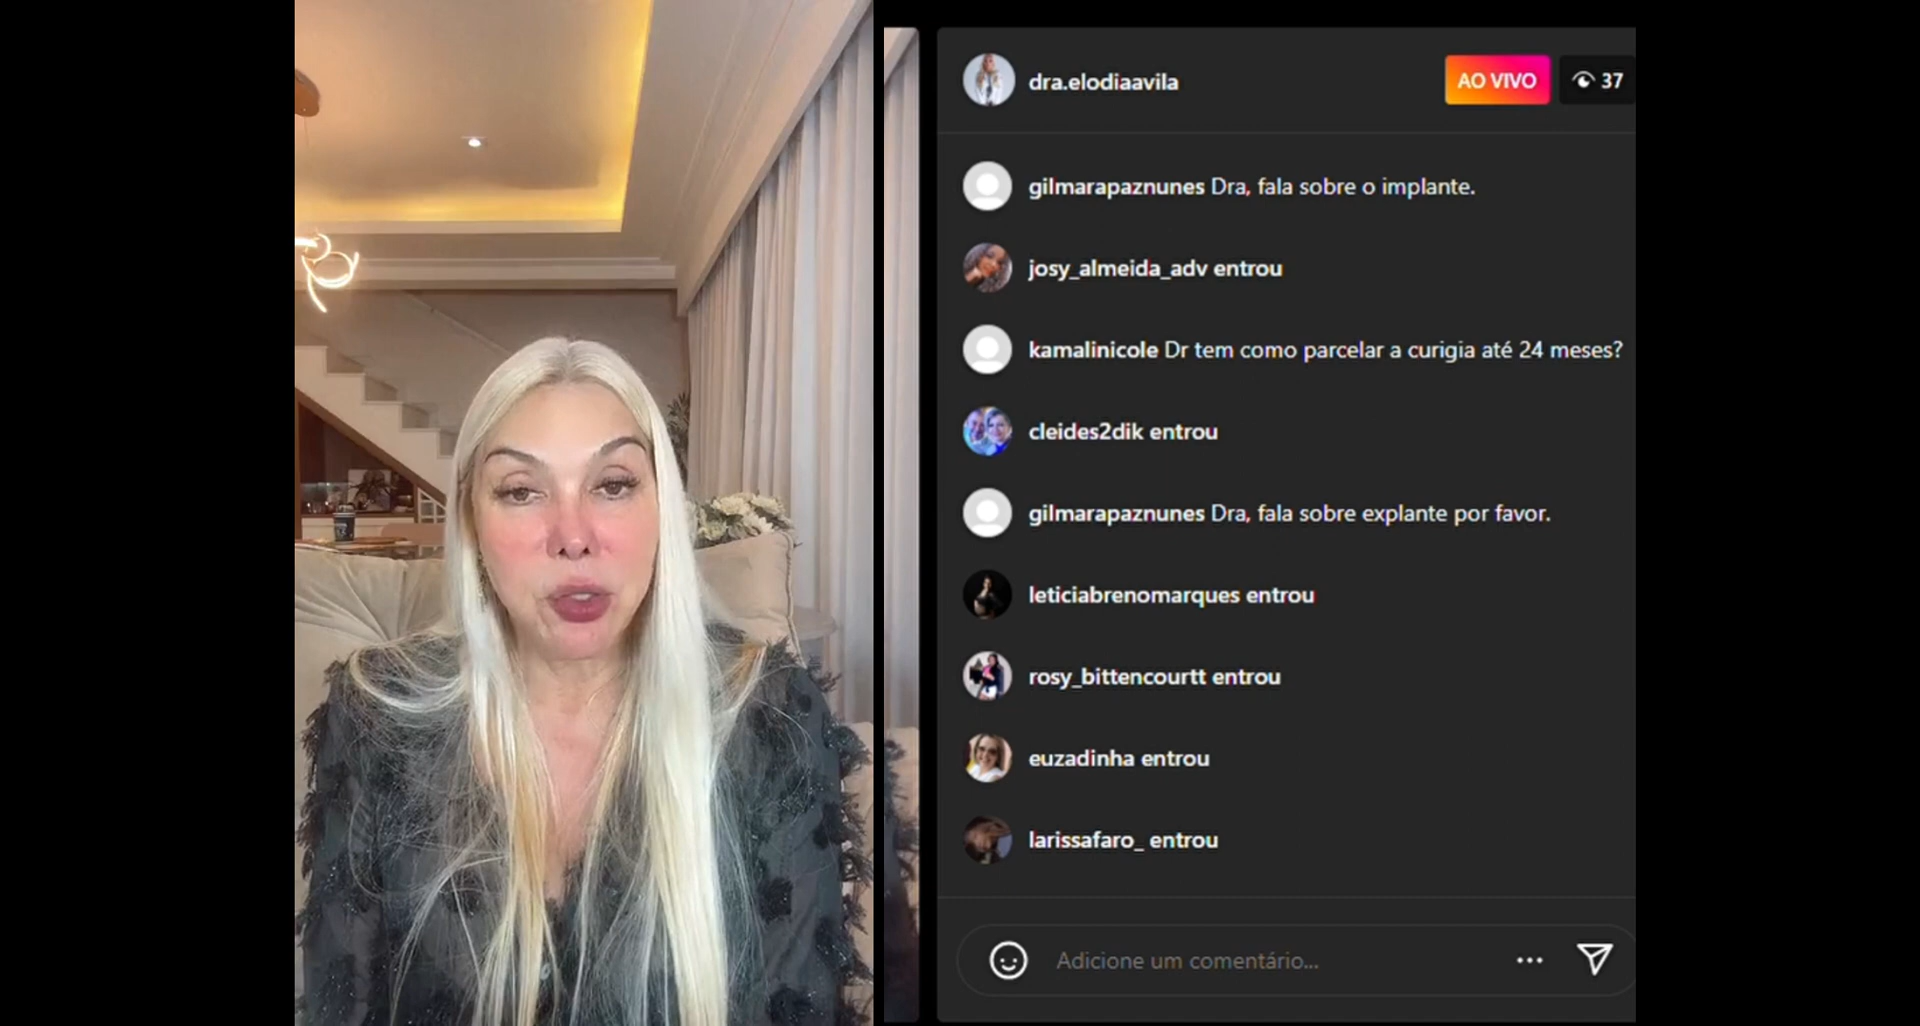 dra.elodiaavila
AO VIVO
37
gilmarapaznunes Dra, fala sobre o implante.
josy_almeida_adv entrou
kamalinicole Dr tem como parcelar a curigia até 24 meses?
cleides2dik entrou
gilmarapaznunes Dra, fala sobre explante por favor.
leticiabrenomarques entrou
rosy_bittencourtt entrou
euzadinha entrou
larissafaro_ entrou
Adicione um comentário...